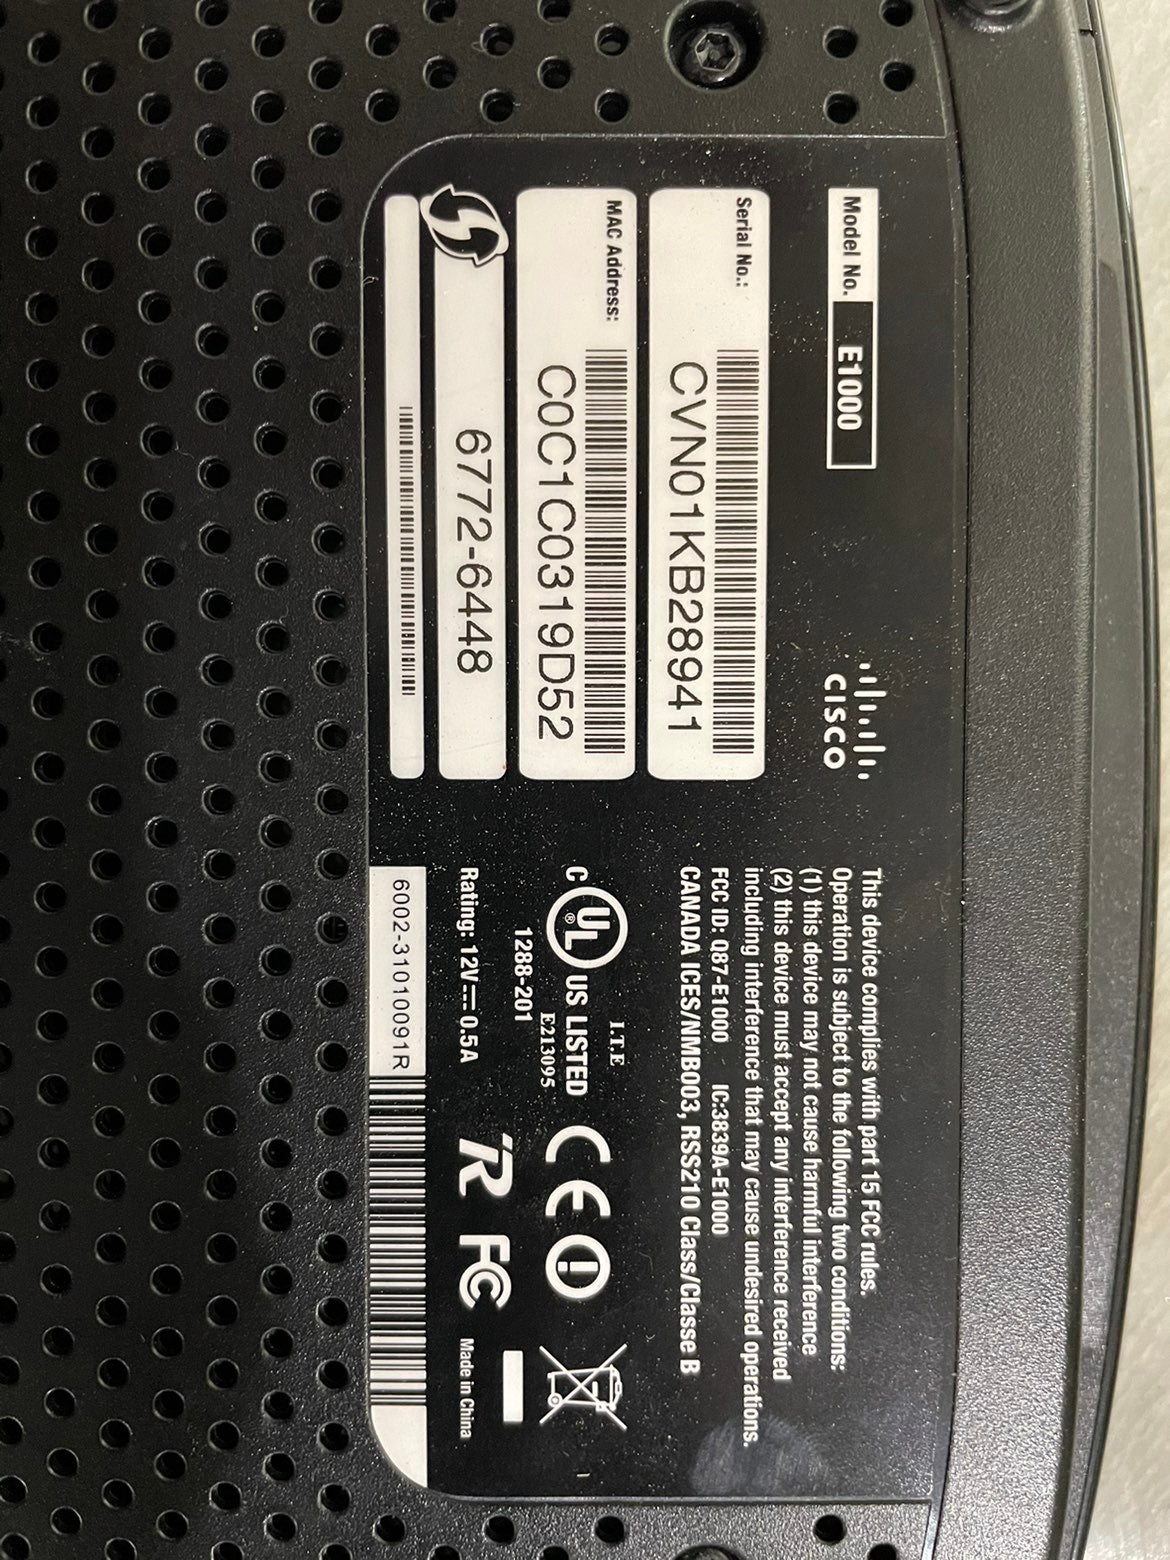 Model No. E1000
CISCO
Serial No.:
CVN01KB28941
MAC Address:
C0C1C0319D52
6772-6448
This device complies with part 15 FCC rules.
Operation is subject to the following two conditions:
(1) this device may not cause harmful interference
(2) this device must accept any interference received
including interference that may cause undesired operations.
FCC ID: Q87-E1000 IC:3839A-E1000
CANADA ICES/NMB003, RSS210 Class/Classe B
I.T.E
C UL ® US LISTED
E213095
1288-201
CE
Rating: 12V⎓0.5A
FC
Made in China
6002-31010091R